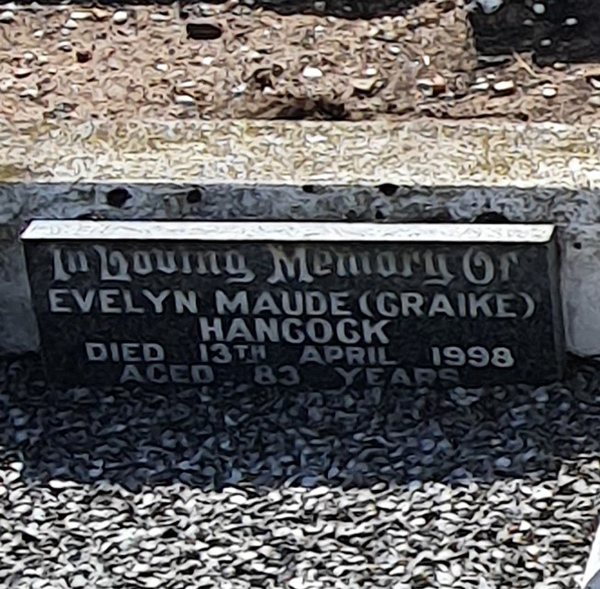 In Loving Memory Of
EVELYN MAUDE (CRAIKE)
HANCOCK
DIED 13TH APRIL 1998
AGED 83 YEARS